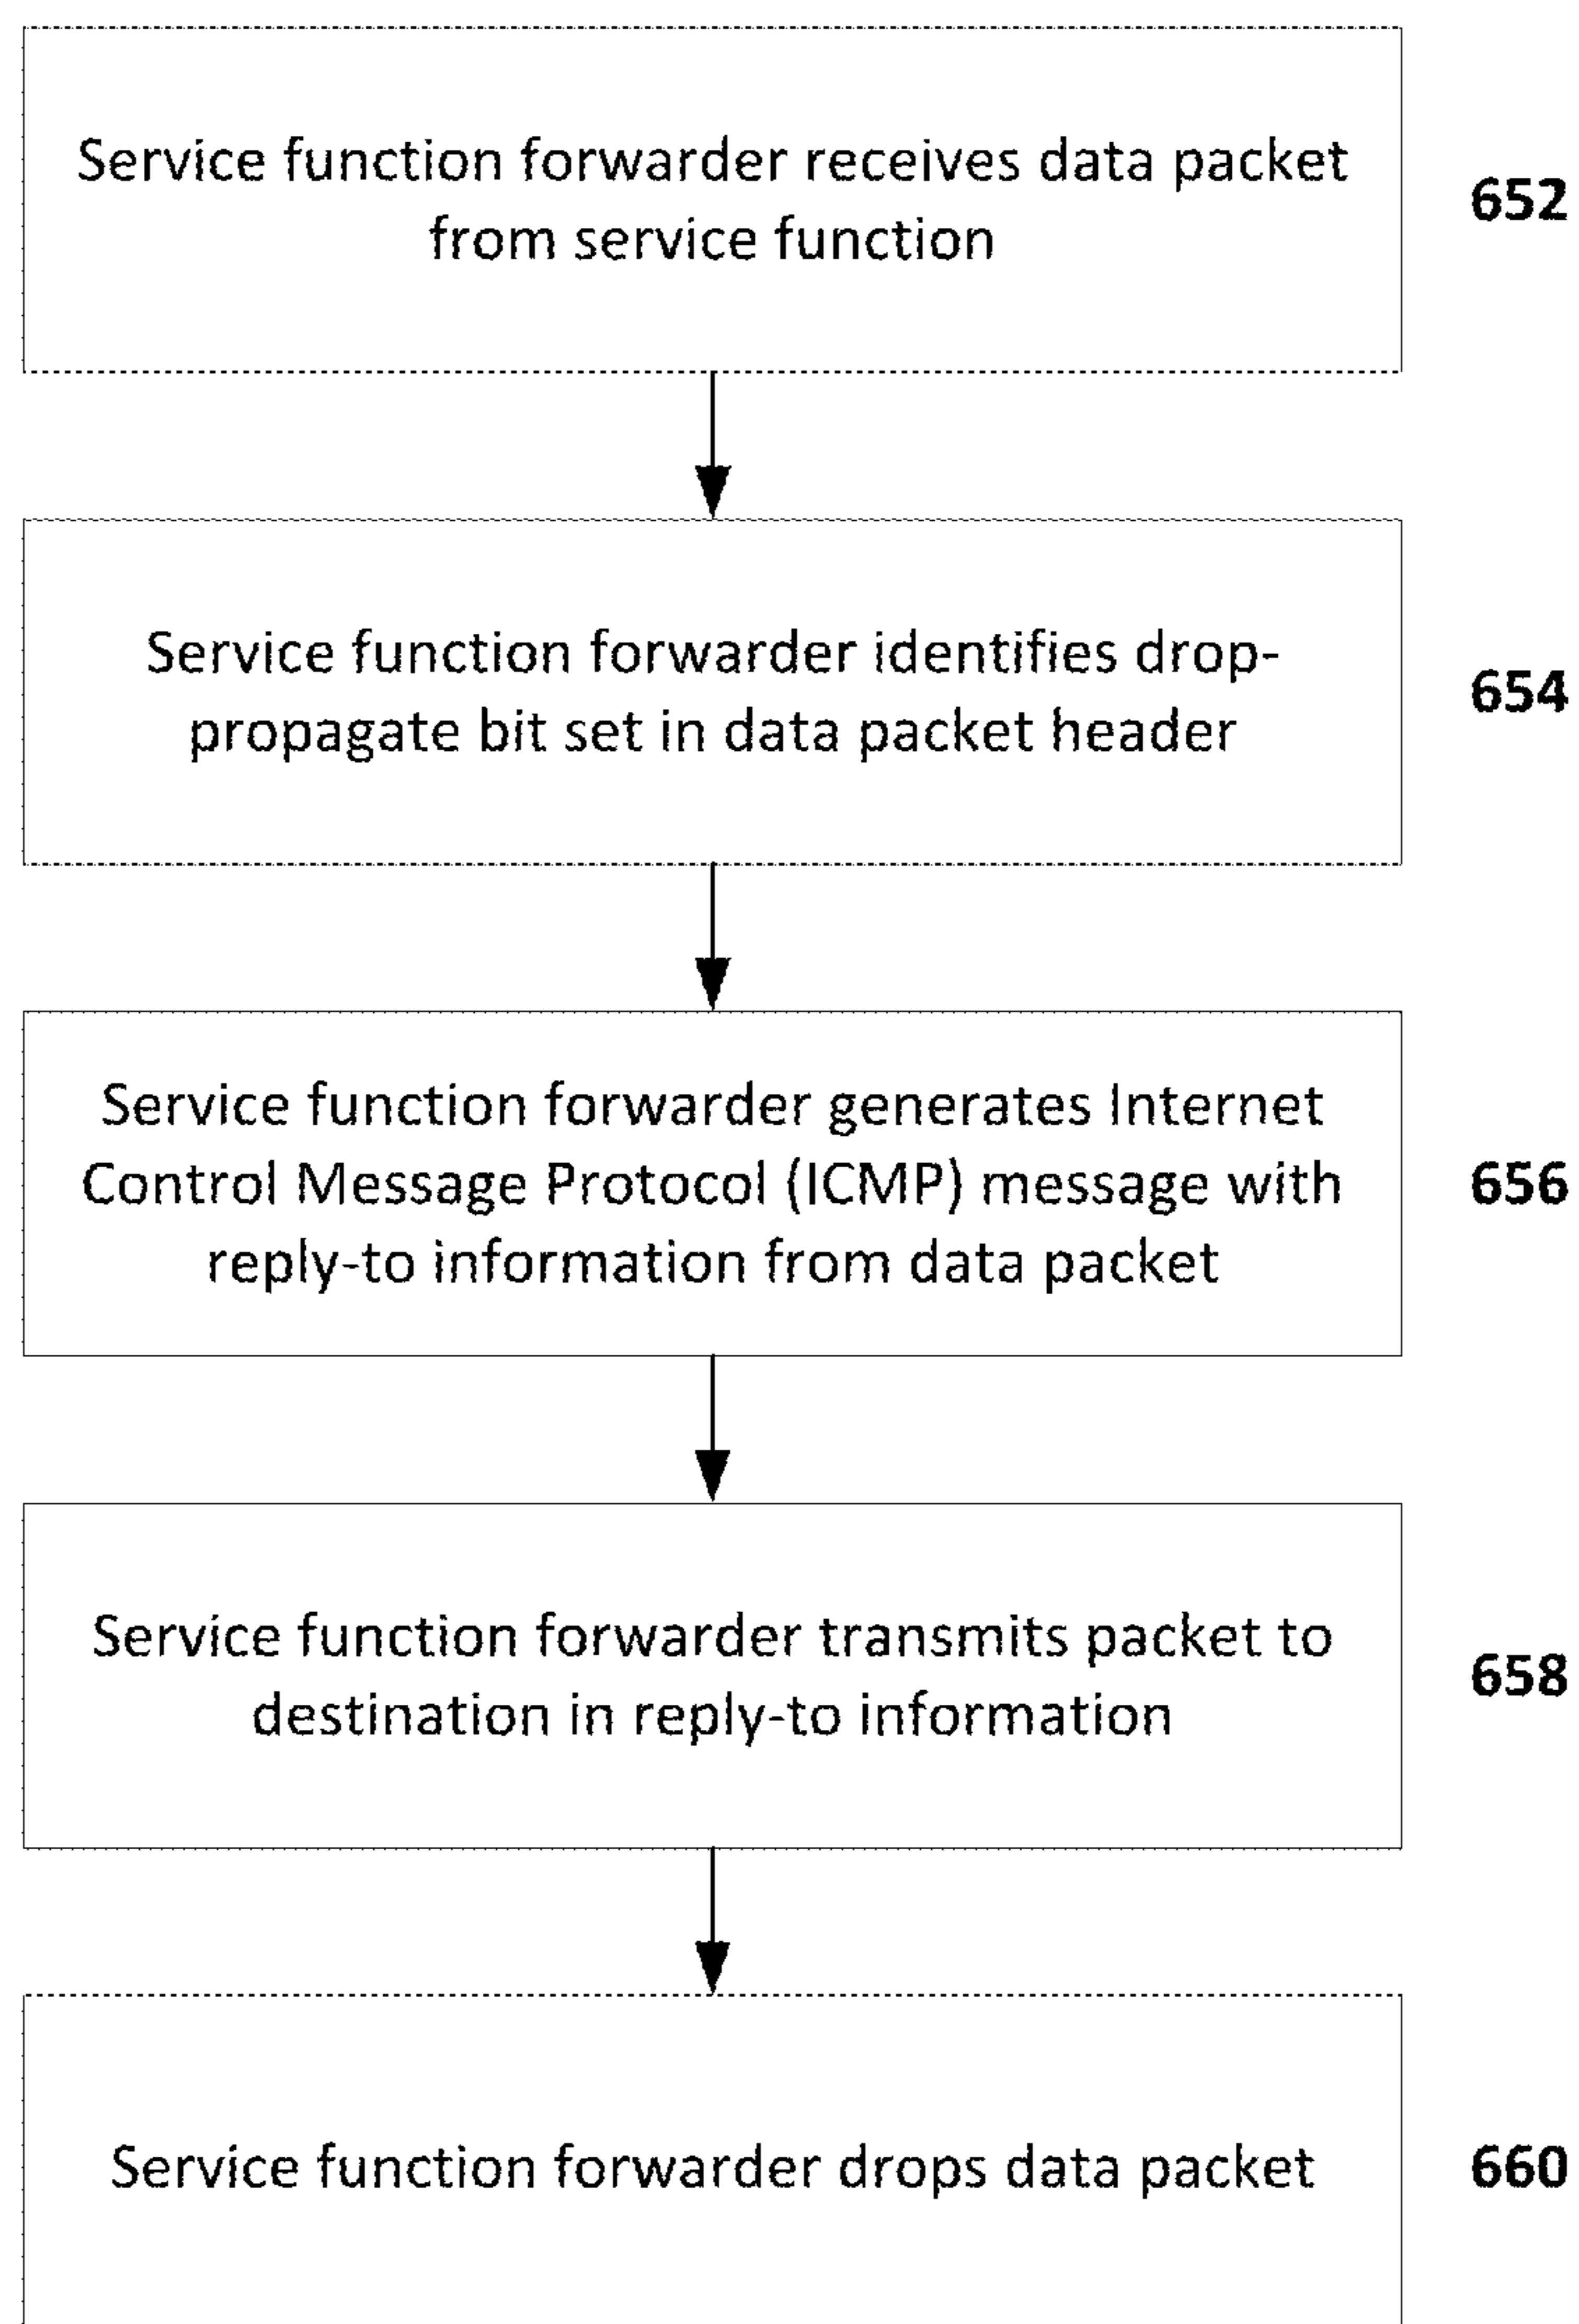 Service function forwarder receives data packet
from service function
652
Service function forwarder identifies drop-
propagate bit set in data packet header
654
Service function forwarder generates Internet
Control Message Protocol (ICMP) message with
reply-to information from data packet
656
Service function forwarder transmits packet to
destination in reply-to information
658
Service function forwarder drops data packet
660